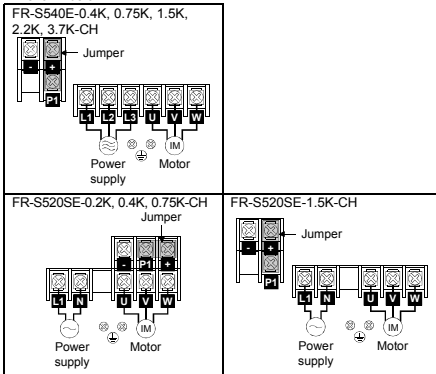 FR-S540E-0.4K, 0.75K, 1.5K,
2.2K, 3.7K-CH
Jumper
- +
P1
L1 L2 L3 U V W
IM
Power
supply
Motor
FR-S520SE-0.2K, 0.4K, 0.75K-CH
Jumper
- P1 +
L1 N U V W
IM
Power
supply
Motor
FR-S520SE-1.5K-CH
Jumper
- +
P1
L1 N U V W
IM
Power
supply
Motor